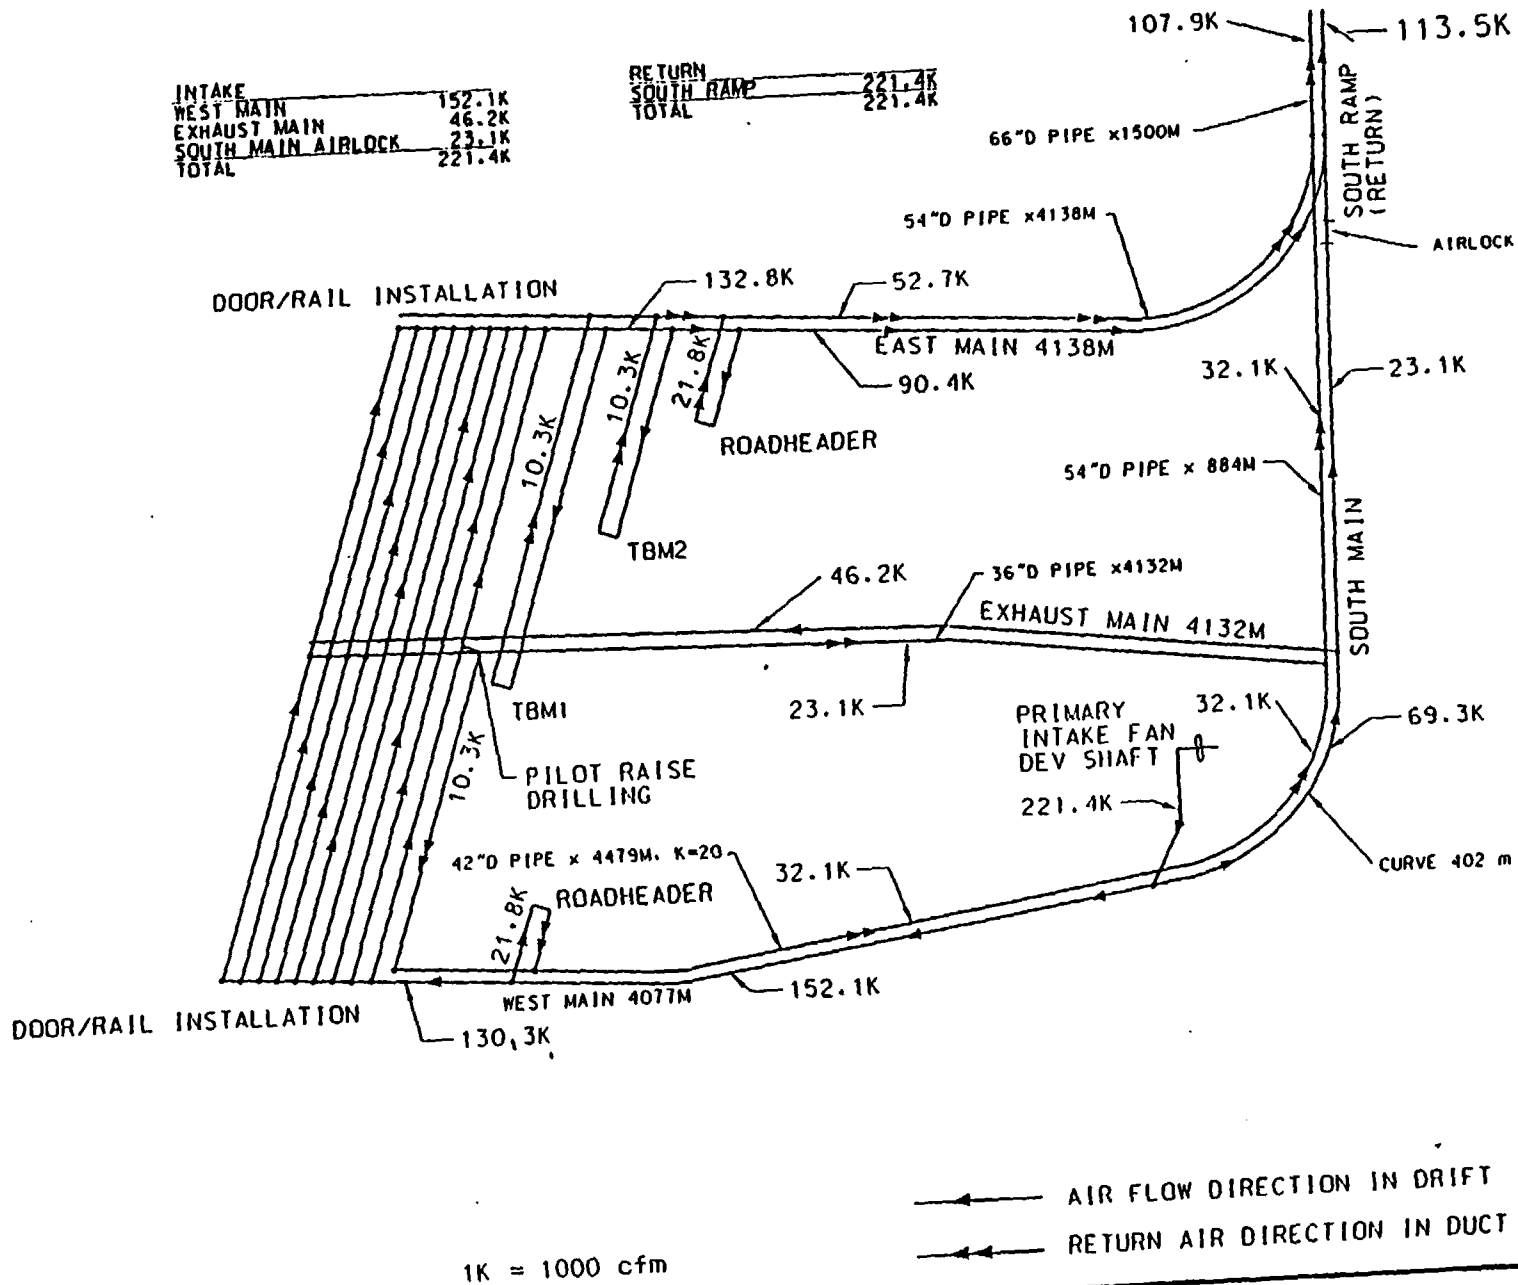 107.9K
113.5K
INTAKE
WEST MAIN 152.1K
EXHAUST MAIN 46.2K
SOUTH MAIN AIRLOCK 23.1K
TOTAL 221.4K
RETURN
SOUTH RAMP 221.4K
TOTAL 221.4K
66"D PIPE x1500M
SOUTH RAMP
(RETURN)
54"D PIPE x4138M
AIRLOCK
DOOR/RAIL INSTALLATION
132.8K
52.7K
EAST MAIN 4138M
90.4K
32.1K
23.1K
10.3K
10.3K
21.8K
ROADHEADER
54"D PIPE x 884M
TBM2
SOUTH MAIN
46.2K
36"D PIPE x4132M
EXHAUST MAIN 4132M
TBM1
23.1K
PRIMARY
INTAKE FAN
DEV SHAFT
32.1K
69.3K
10.3K
PILOT RAISE
DRILLING
221.4K
42"D PIPE x 4479M. K=20
32.1K
CURVE 402 m
21.8K
ROADHEADER
WEST MAIN 4077M
152.1K
DOOR/RAIL INSTALLATION
130.3K
AIR FLOW DIRECTION IN DRIFT
RETURN AIR DIRECTION IN DUCT
1K = 1000 cfm